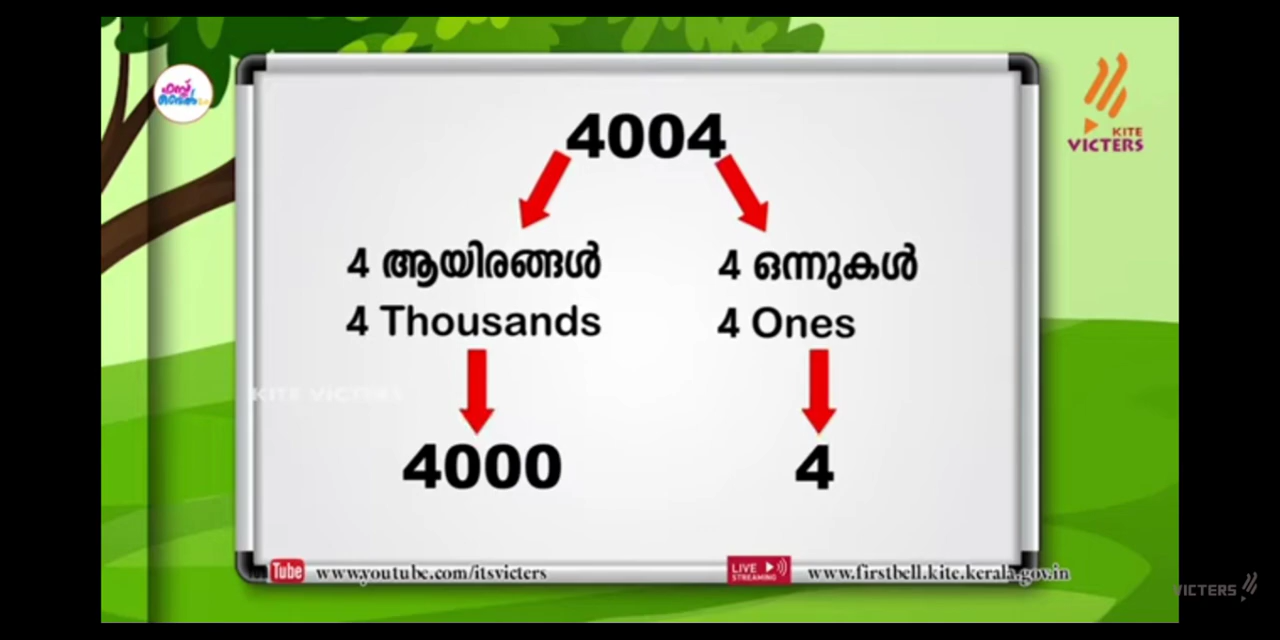 4004
4 ആയിരങ്ങൾ
4 ഒന്നുകൾ
4 Thousands
4 Ones
4000
4
KITE VICTERS
KITE VICTERS
Tube www.youtube.com/itsvicters
LIVE STREAMING www.firstbell.kite.kerala.gov.in
VICTERS